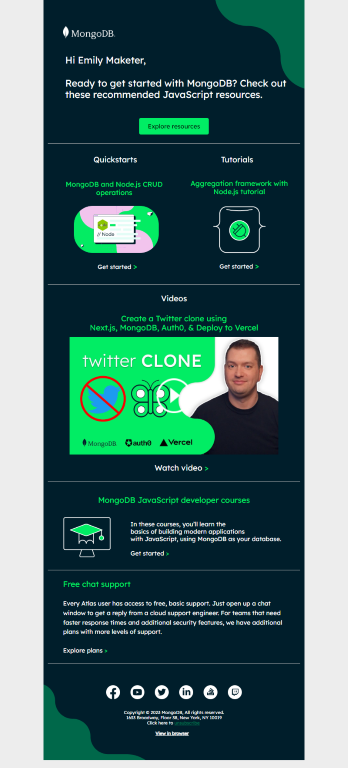 MongoDB.
Hi Emily Maketer,
Ready to get started with MongoDB? Check out
these recommended JavaScript resources.
Explore resources
Quickstarts
MongoDB and Node.js CRUD
operations
// Node
Get started >
Tutorials
Aggregation framework with
Node.js tutorial
Get started >
Videos
Create a Twitter clone using
Next.js, MongoDB, Auth0, & Deploy to Vercel
twitter CLONE
MongoDB auth0 Vercel
Watch video >
MongoDB JavaScript developer courses
In these courses, you'll learn the
basics of building modern applications
with JavaScript, using MongoDB as your database.
Get started >
Free chat support
Every Atlas user has access to free, basic support. Just open up a chat
window to get a reply from a cloud support engineer. For teams that need
faster response times and additional security features, we have additional
plans with more levels of support.
Explore plans >
Copyright © 2023 MongoDB, All rights reserved.
1633 Broadway, Floor 38, New York, NY 10019
Click here to
View in browser